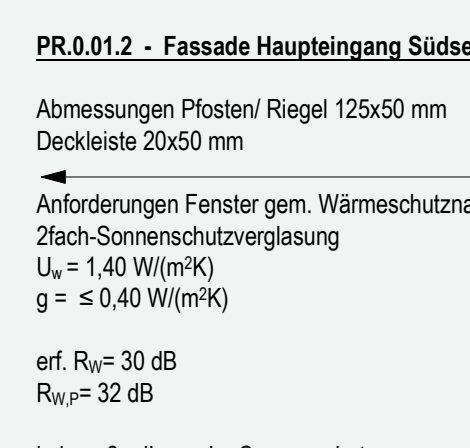 PR.0.01.2 - Fassade Haupteingang Südse
Abmessungen Pfosten/ Riegel 125x50 mm
Deckleiste 20x50 mm
Anforderungen Fenster gem. Wärmeschutzna
2fach-Sonnenschutzverglasung
Uw = 1,40 W/(m²K)
g = ≤ 0,40 W/(m²K)
erf. RW= 30 dB
RW,P= 32 dB